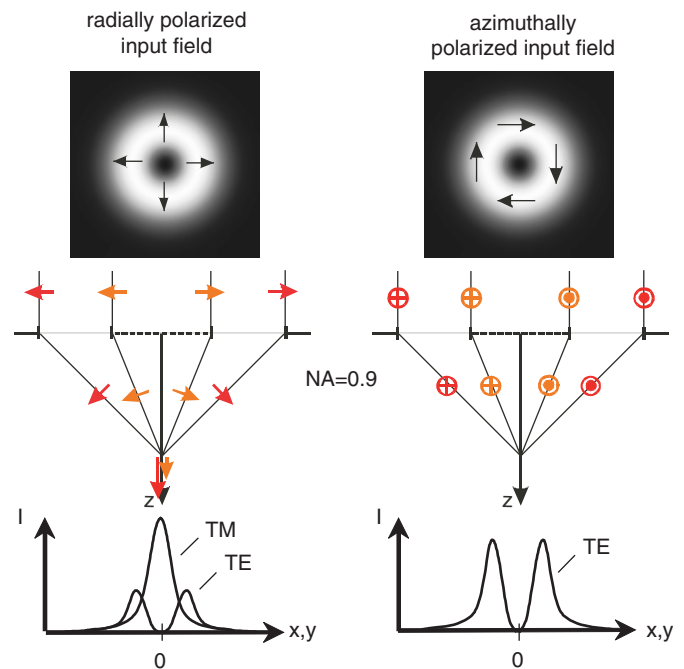 radially polarized
input field
azimuthally
polarized input field
NA=0.9
z
z
I
TM
TE
x,y
0
I
TE
x,y
0